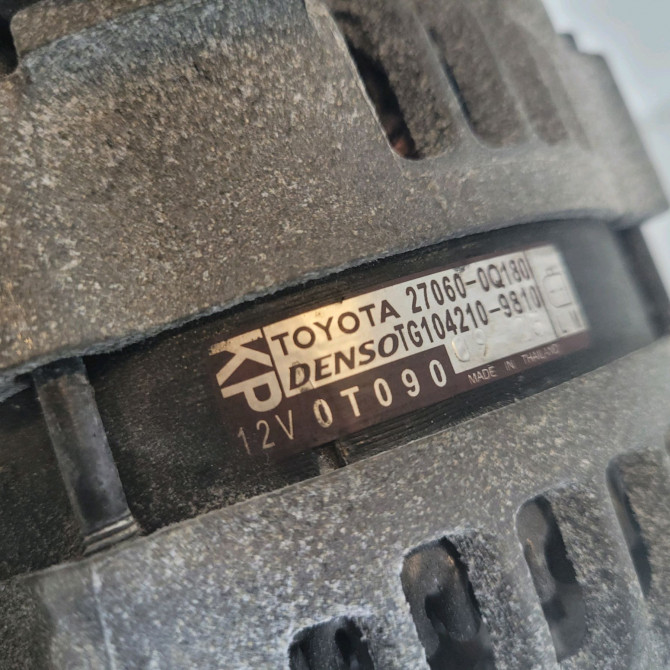 KP
TOYOTA 27060-0Q180
DENSO TG104210-9810
12V 0T090
MADE IN THAILAND